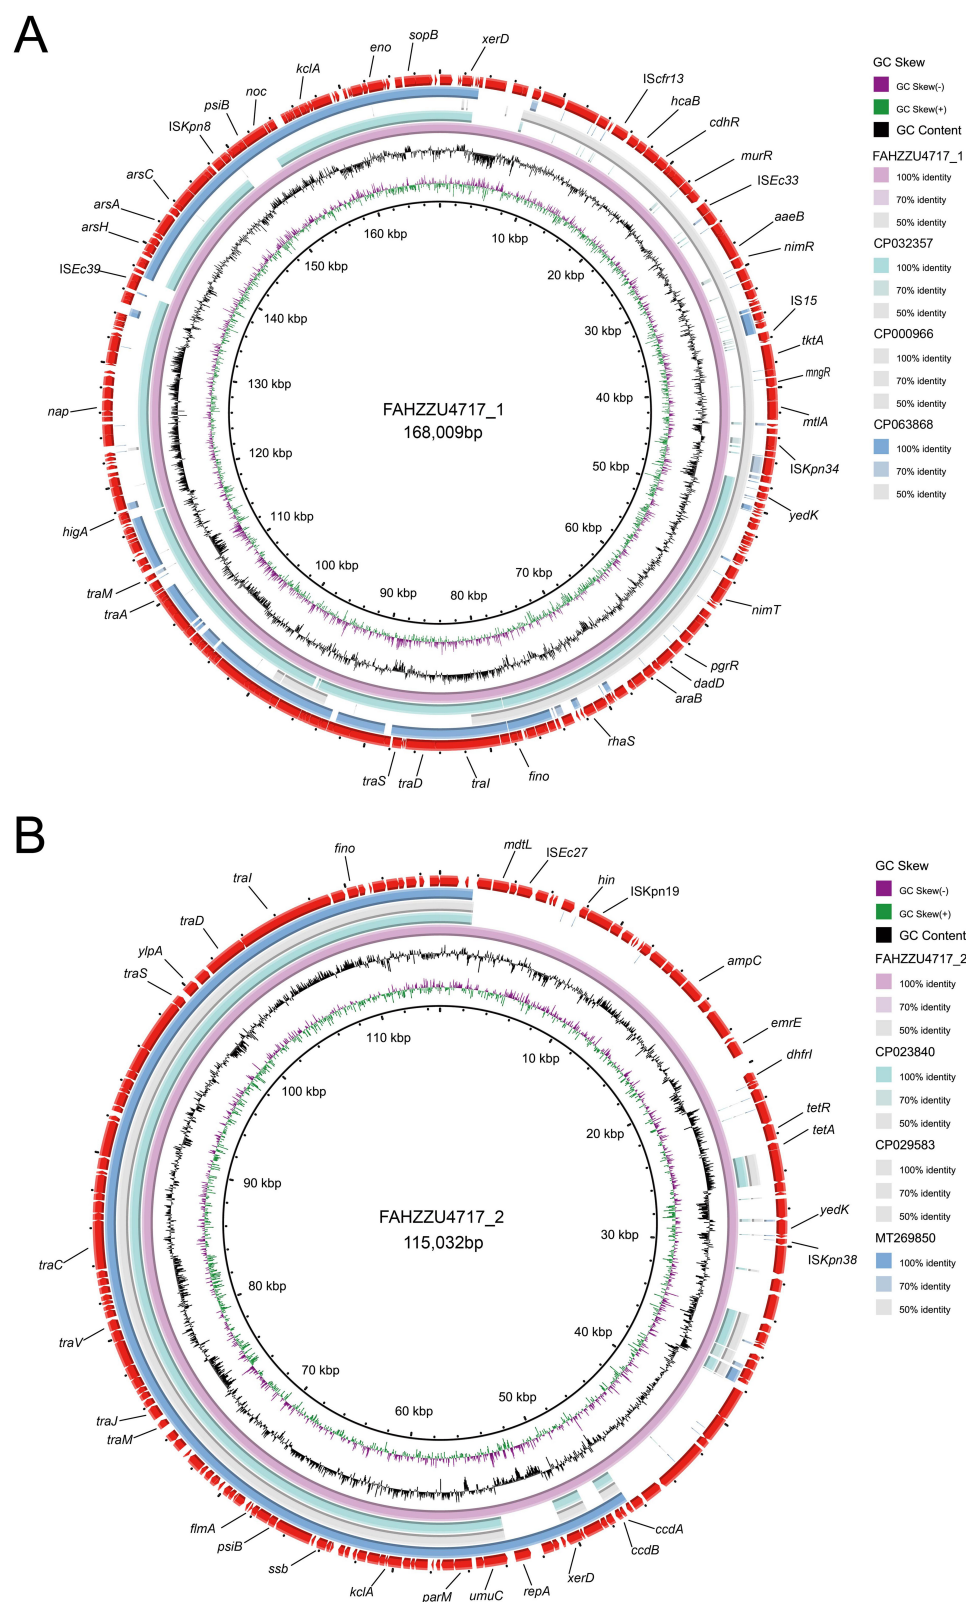 A
sopB
xerD
eno
kclA
noc
psiB
ISKpn8
arsC
arsA
arsH
ISEc39
nap
higA
traM
traA
traS
traD
traI
fino
rhaS
araB
dadD
pgrR
nimT
yedK
ISKpn34
mtlA
mngR
tktA
IS15
nimR
aaeB
ISEc33
murR
cdhR
hcaB
IScfr13
10 kbp
20 kbp
30 kbp
40 kbp
50 kbp
60 kbp
70 kbp
80 kbp
90 kbp
100 kbp
110 kbp
120 kbp
130 kbp
140 kbp
150 kbp
160 kbp
FAHZZU4717_1
168,009bp
GC Skew
GC Skew(-)
GC Skew(+)
GC Content
FAHZZU4717_1
100% identity
70% identity
50% identity
CP032357
100% identity
70% identity
50% identity
CP000966
100% identity
70% identity
50% identity
CP063868
100% identity
70% identity
50% identity
B
fino
mdtL
ISEc27
hin
ISKpn19
ampC
emrE
dhfrI
tetR
tetA
yedK
ISKpn38
ccdA
ccdB
xerD
repA
umuC
parM
kclA
ssb
psiB
flmA
traM
traJ
traV
traC
traS
ylpA
traD
traI
10 kbp
20 kbp
30 kbp
40 kbp
50 kbp
60 kbp
70 kbp
80 kbp
90 kbp
100 kbp
110 kbp
FAHZZU4717_2
115,032bp
GC Skew
GC Skew(-)
GC Skew(+)
GC Content
FAHZZU4717_2
100% identity
70% identity
50% identity
CP023840
100% identity
70% identity
50% identity
CP029583
100% identity
70% identity
50% identity
MT269850
100% identity
70% identity
50% identity